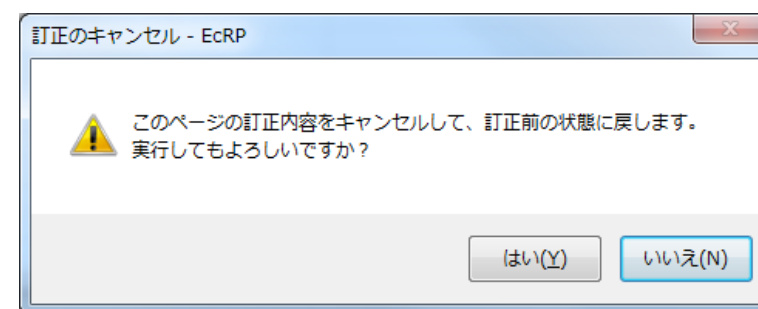 訂正のキャンセル - EcRP
このページの訂正内容をキャンセルして、訂正前の状態に戻します。
実行してもよろしいですか？
はい(Y)
いいえ(N)